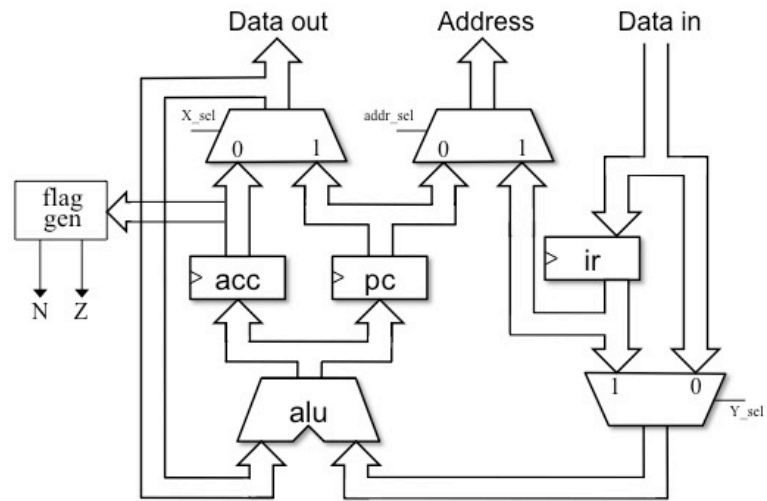 Data out
Address
Data in
X_sel
addr_sel
0 1
0 1
flag
gen
acc
pc
ir
N Z
1 0
alu
Y_sel